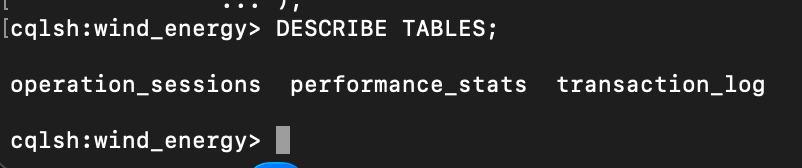 ... );
[cqlsh:wind_energy> DESCRIBE TABLES;
operation_sessions  performance_stats  transaction_log
cqlsh:wind_energy>